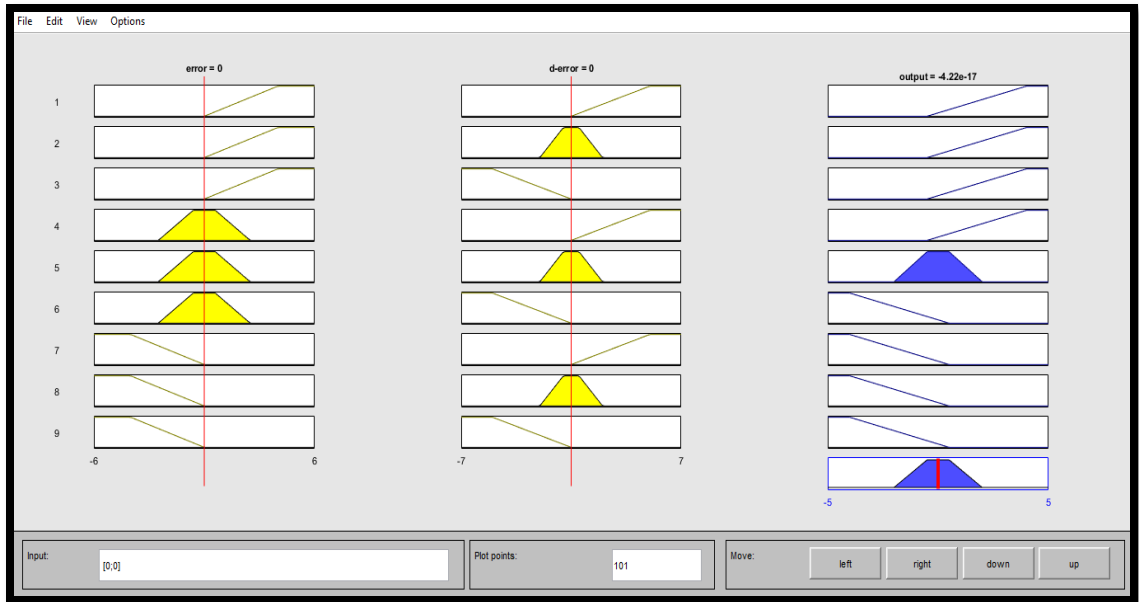 File Edit View Options
error = 0 d-error = 0 output = -4.22e-17
1
2
3
4
5
6
7
8
9
-6 6 -7 7
-5 5
Input: [0;0] Plot points: 101 Move: left right down up